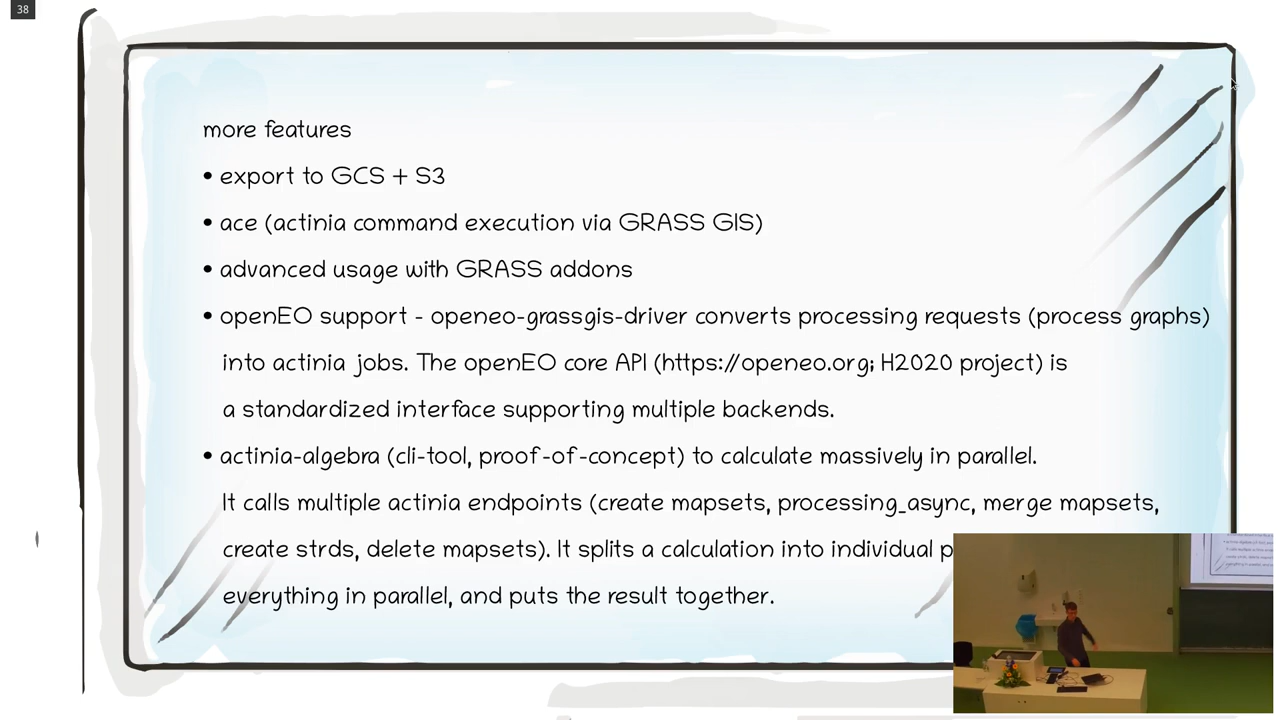 38
more features
• export to GCS + S3
• ace (actinia command execution via GRASS GIS)
• advanced usage with GRASS addons
• openEO support - openeo-grassgis-driver converts processing requests (process graphs)
into actinia jobs. The openEO core API (https://openeo.org; H2020 project) is
a standardized interface supporting multiple backends.
• actinia-algebra (cli-tool, proof-of-concept) to calculate massively in parallel.
It calls multiple actinia endpoints (create mapsets, processing_async, merge mapsets,
create strds, delete mapsets). It splits a calculation into individual
everything in parallel, and puts the result together.